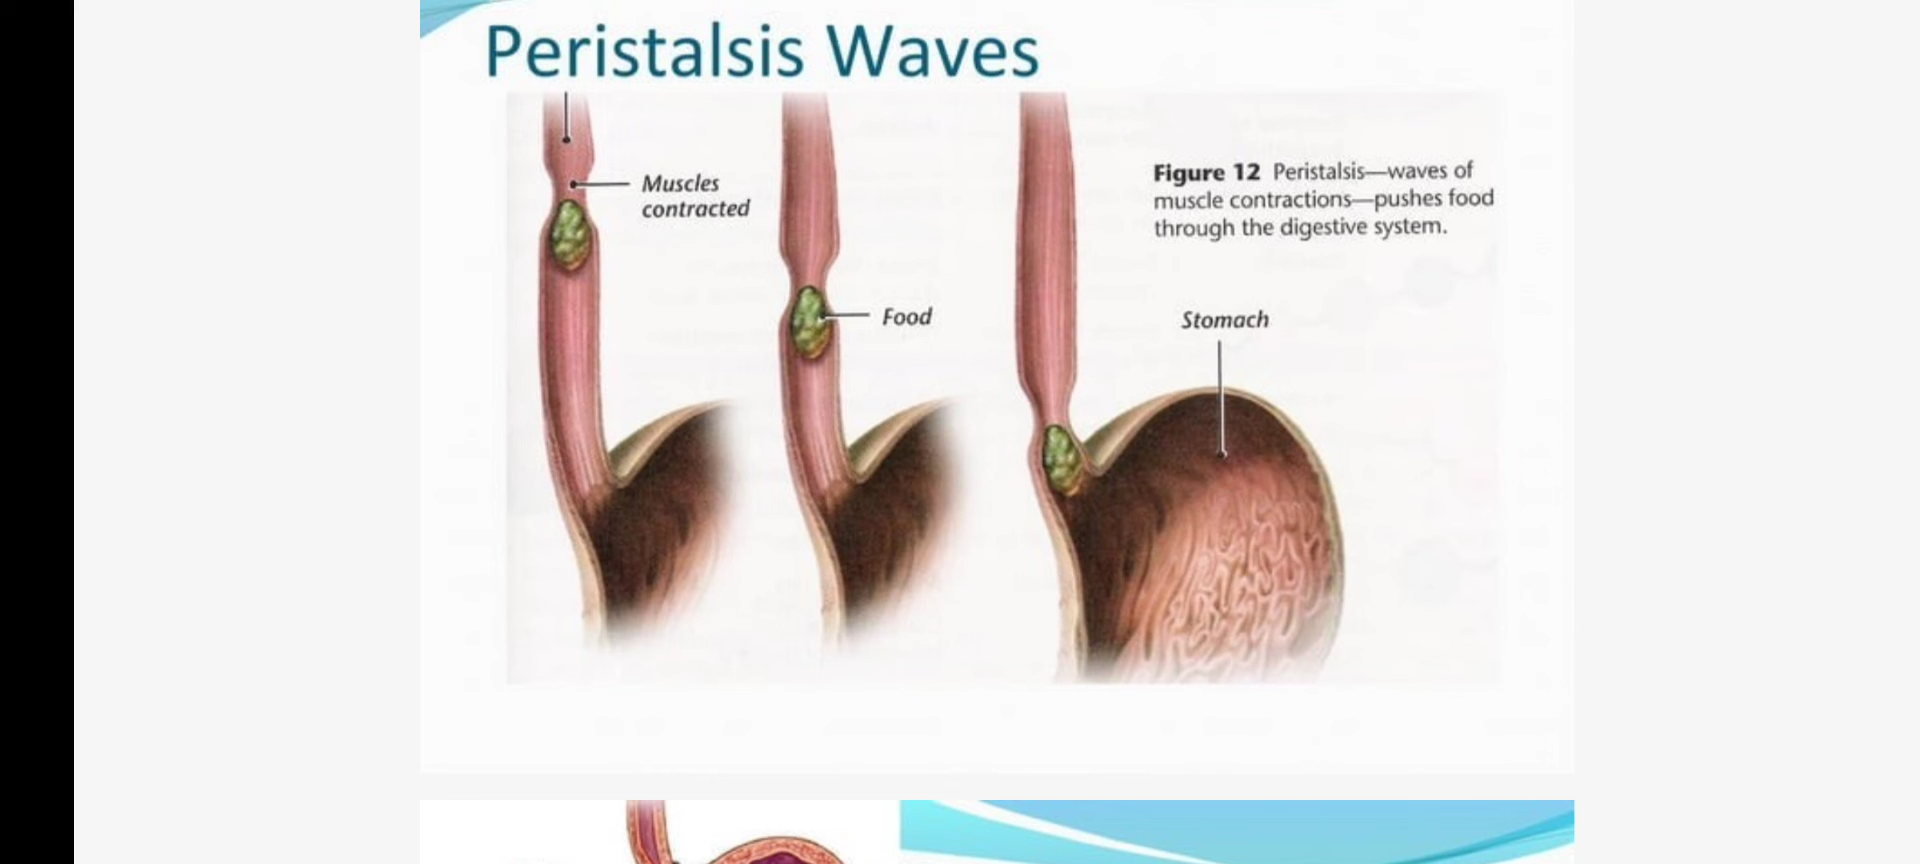 Peristalsis Waves
Muscles
contracted
Food
Figure 12 Peristalsis—waves of
muscle contractions—pushes food
through the digestive system.
Stomach